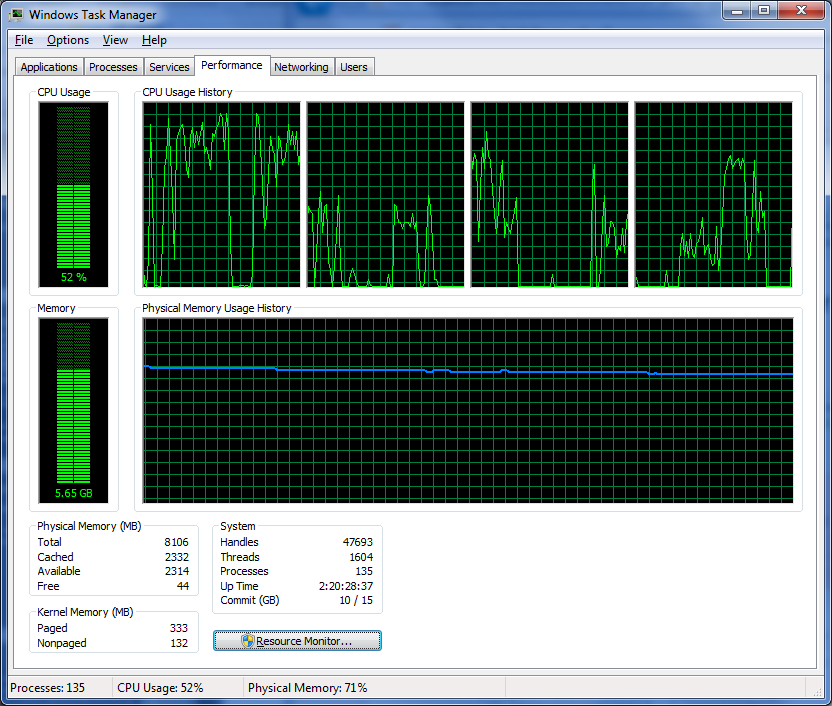 Windows Task Manager
File Options View Help
Applications Processes Services Performance Networking Users
CPU Usage
52 %
CPU Usage History
Memory
5.65 GB
Physical Memory Usage History
Physical Memory (MB)
Total 8106
Cached 2332
Available 2314
Free 44
Kernel Memory (MB)
Paged 333
Nonpaged 132
System
Handles 47693
Threads 1604
Processes 135
Up Time 2:20:28:37
Commit (GB) 10 / 15
Resource Monitor...
Processes: 135 CPU Usage: 52% Physical Memory: 71%